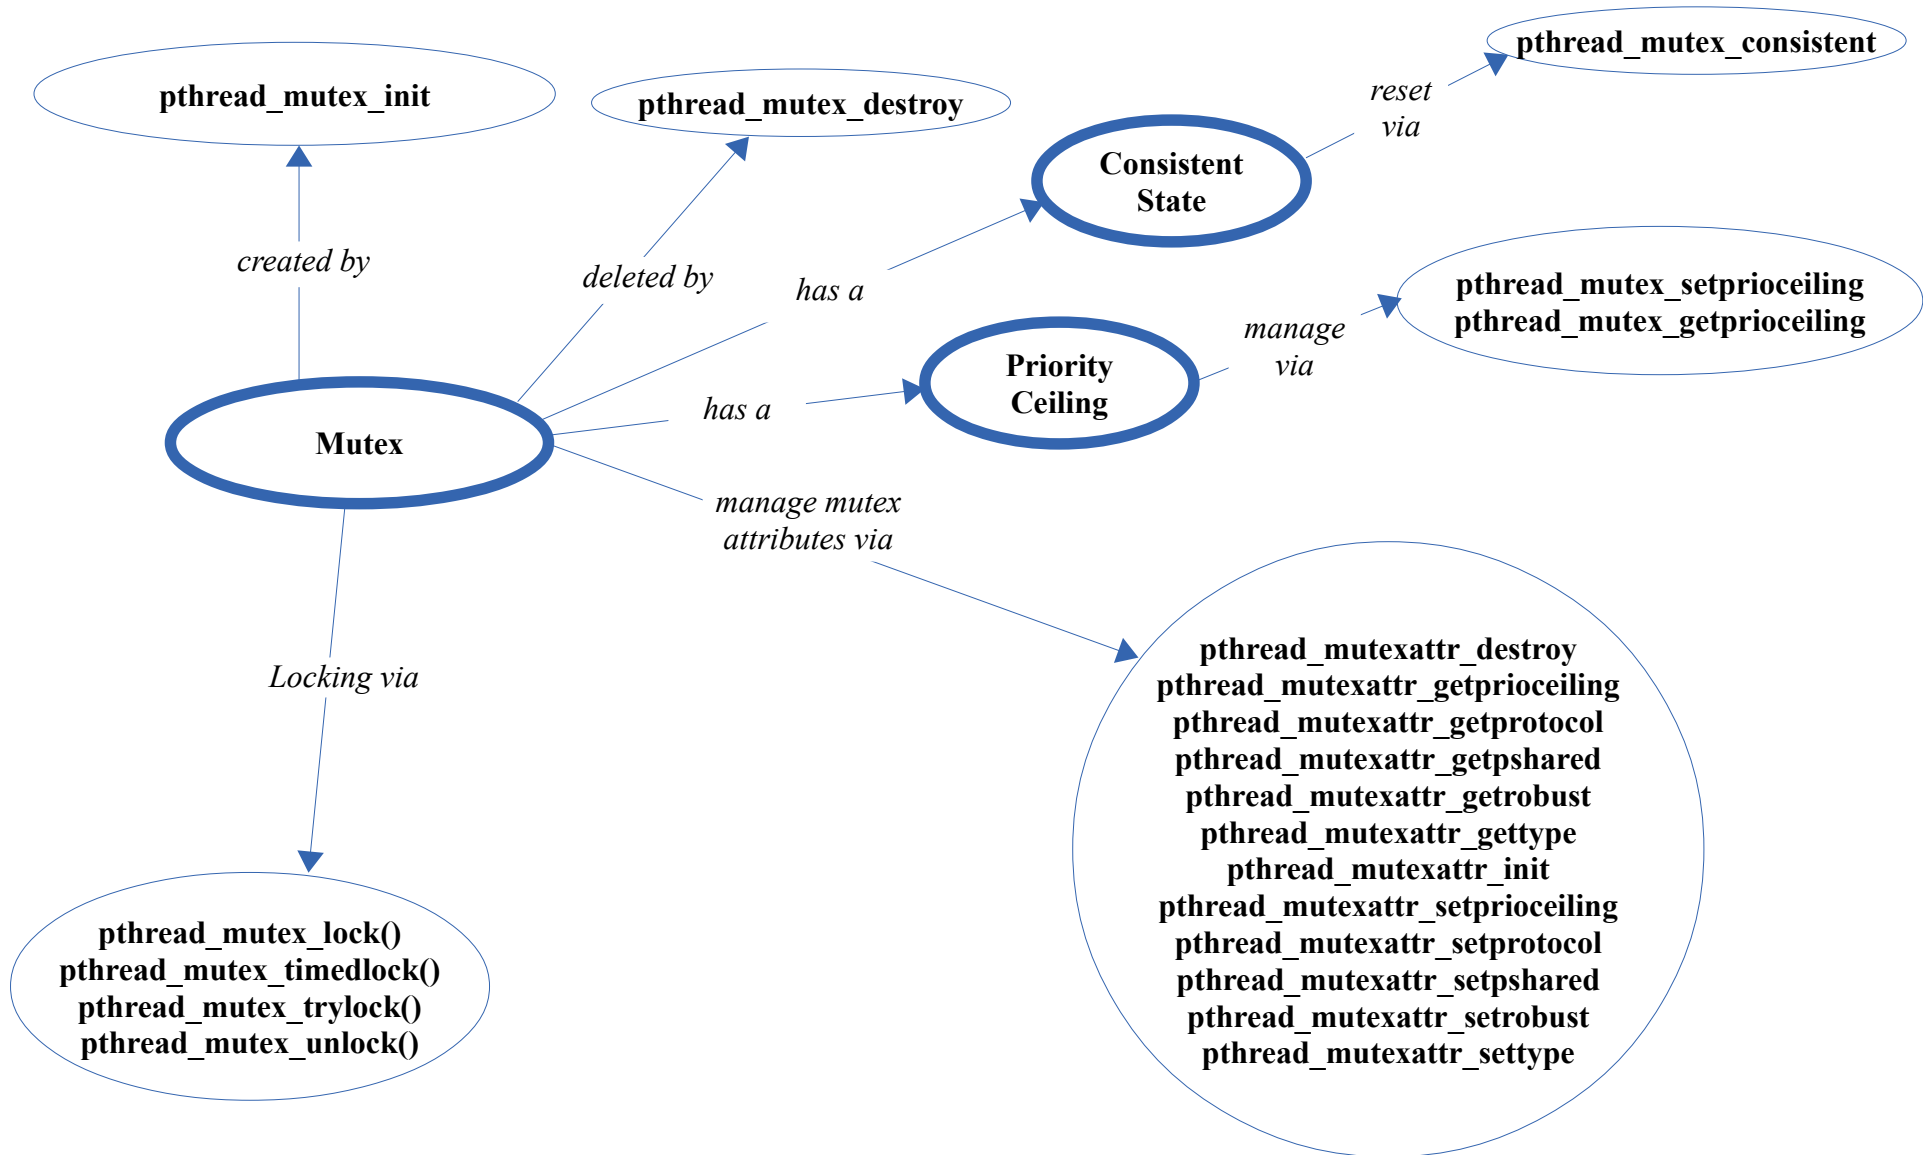 pthread_mutex_consistent
pthread_mutex_init
pthread_mutex_destroy
reset
via
Consistent
State
created by
deleted by
has a
pthread_mutex_setprioceiling
pthread_mutex_getprioceiling
manage
via
Priority
Ceiling
has a
Mutex
manage mutex
attributes via
Locking via
pthread_mutexattr_destroy
pthread_mutexattr_getprioceiling
pthread_mutexattr_getprotocol
pthread_mutexattr_getpshared
pthread_mutexattr_getrobust
pthread_mutexattr_gettype
pthread_mutexattr_init
pthread_mutexattr_setprioceiling
pthread_mutexattr_setprotocol
pthread_mutexattr_setpshared
pthread_mutexattr_setrobust
pthread_mutexattr_settype
pthread_mutex_lock()
pthread_mutex_timedlock()
pthread_mutex_trylock()
pthread_mutex_unlock()